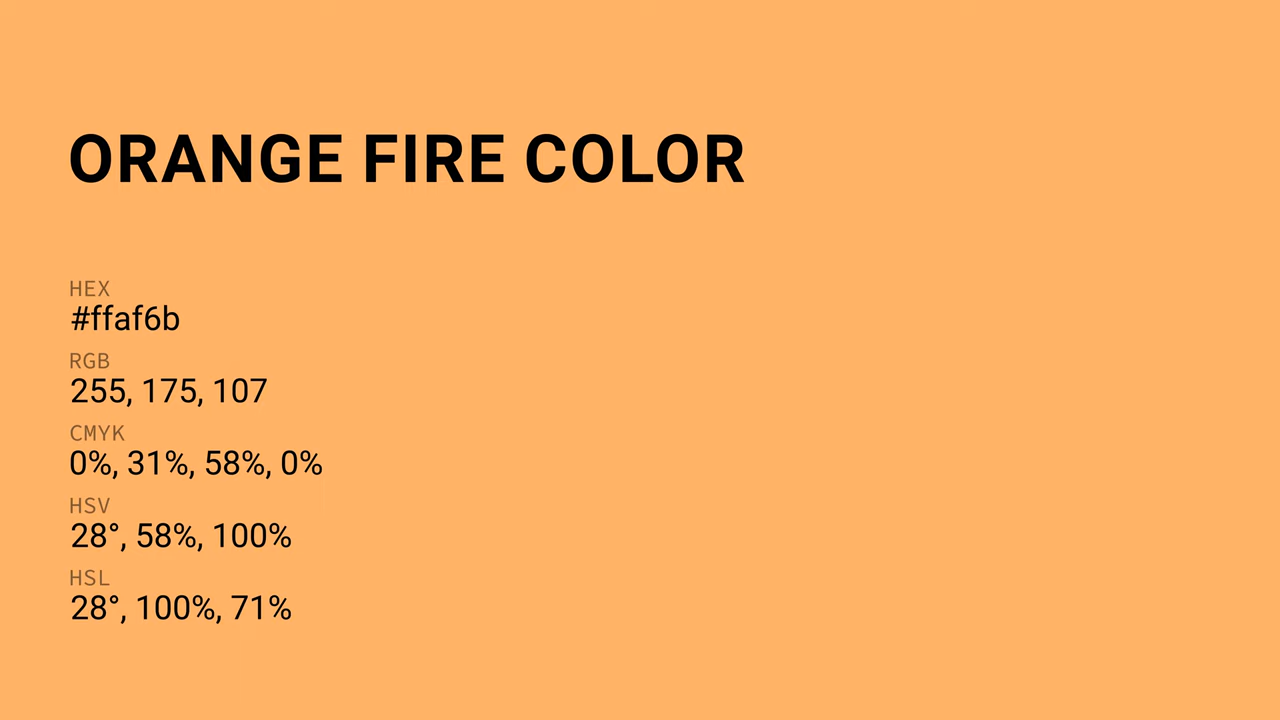 ORANGE FIRE COLOR
HEX
#ffaf6b
RGB
255, 175, 107
CMYK
0%, 31%, 58%, 0%
HSV
28°, 58%, 100%
HSL
28°, 100%, 71%